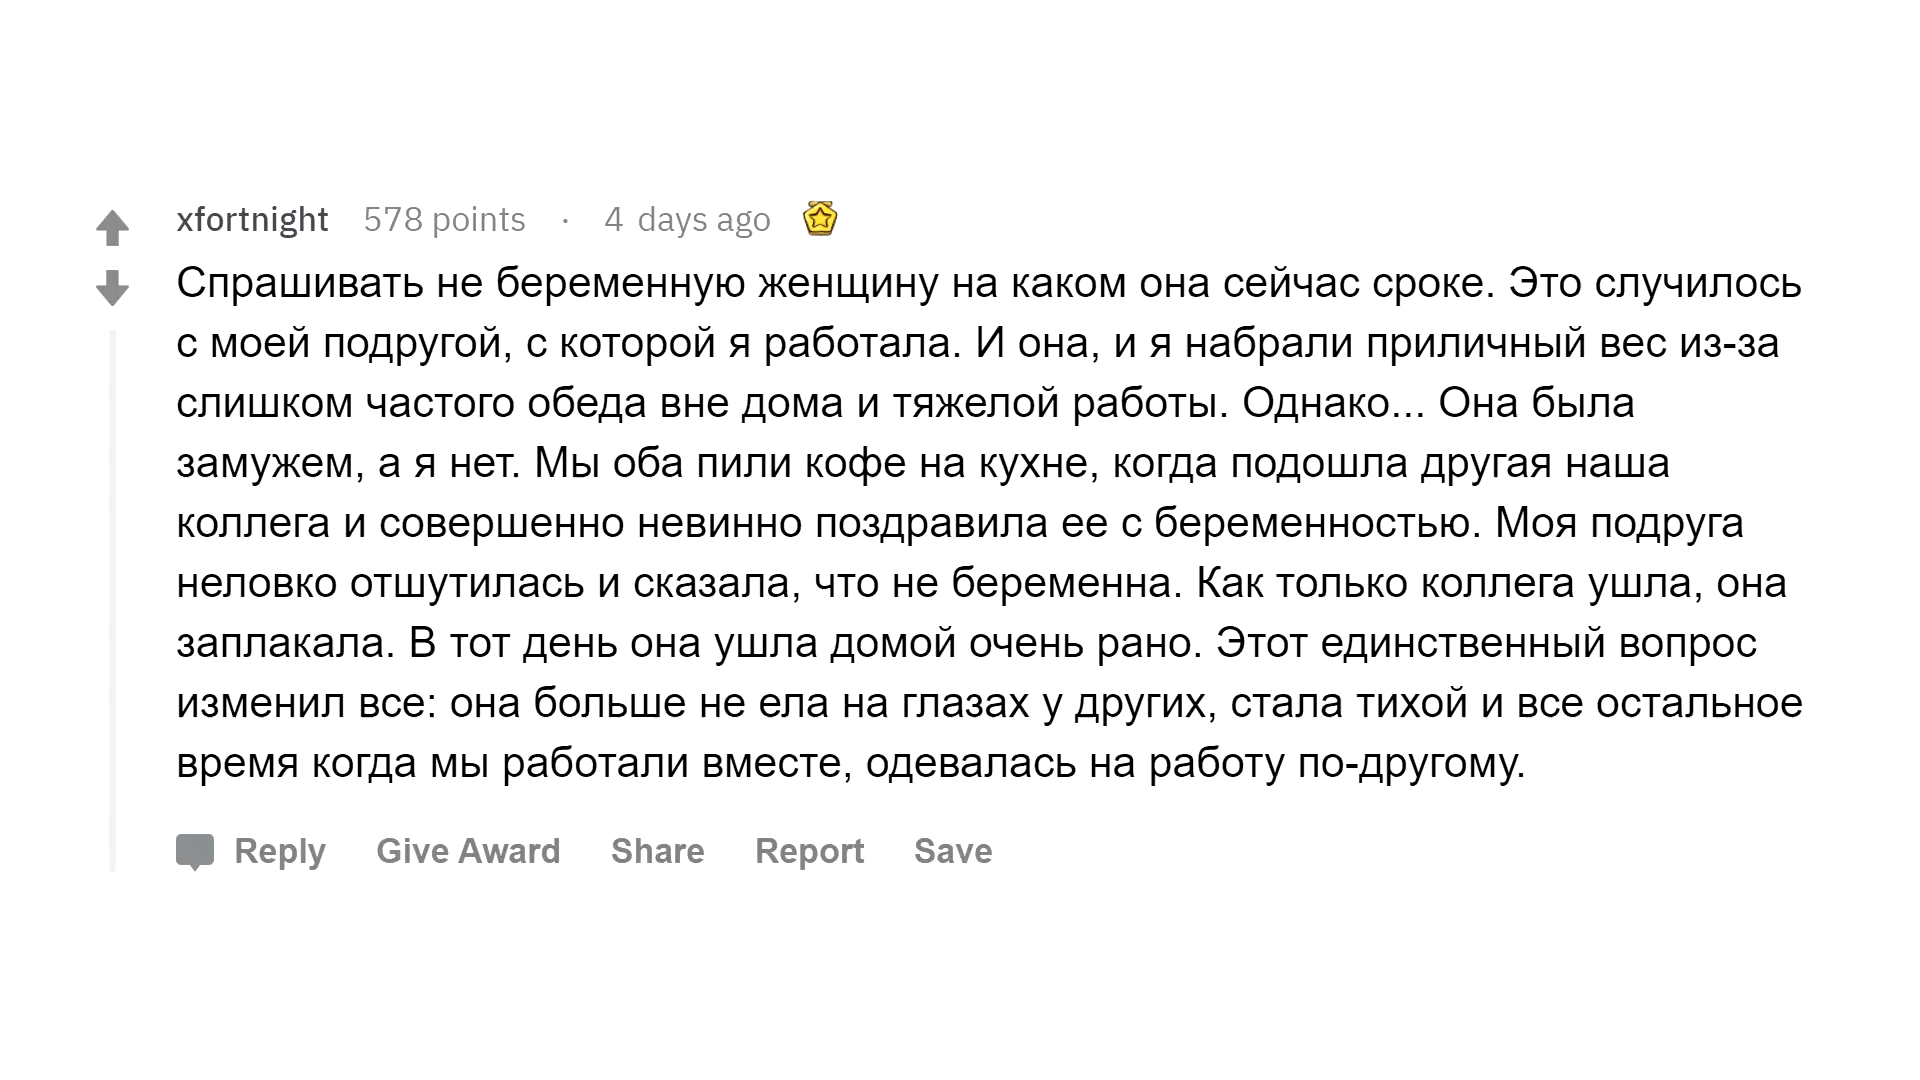 xfortnight 578 points · 4 days ago
Спрашивать не беременную женщину на каком она сейчас сроке. Это случилось
с моей подругой, с которой я работала. И она, и я набрали приличный вес из-за
слишком частого обеда вне дома и тяжелой работы. Однако... Она была
замужем, а я нет. Мы оба пили кофе на кухне, когда подошла другая наша
коллега и совершенно невинно поздравила ее с беременностью. Моя подруга
неловко отшутилась и сказала, что не беременна. Как только коллега ушла, она
заплакала. В тот день она ушла домой очень рано. Этот единственный вопрос
изменил все: она больше не ела на глазах у других, стала тихой и все остальное
время когда мы работали вместе, одевалась на работу по-другому.
Reply Give Award Share Report Save